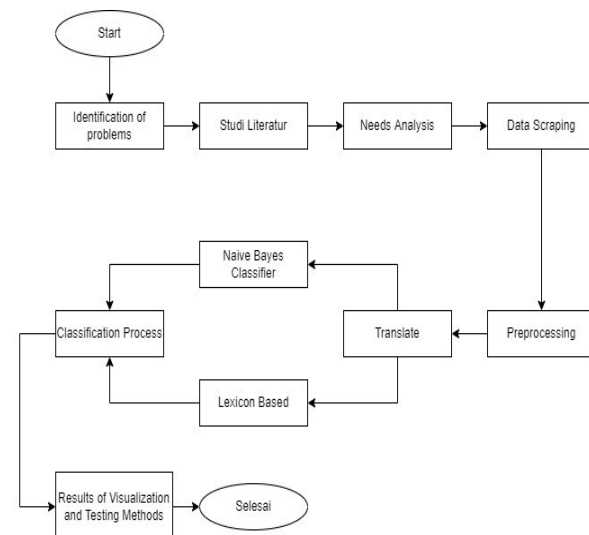 Start
Identification of
problems
Studi Literatur
Needs Analysis
Data Scraping
Naive Bayes
Classifier
Classification Process
Translate
Preprocessing
Lexicon Based
Results of Visualization
and Testing Methods
Selesai